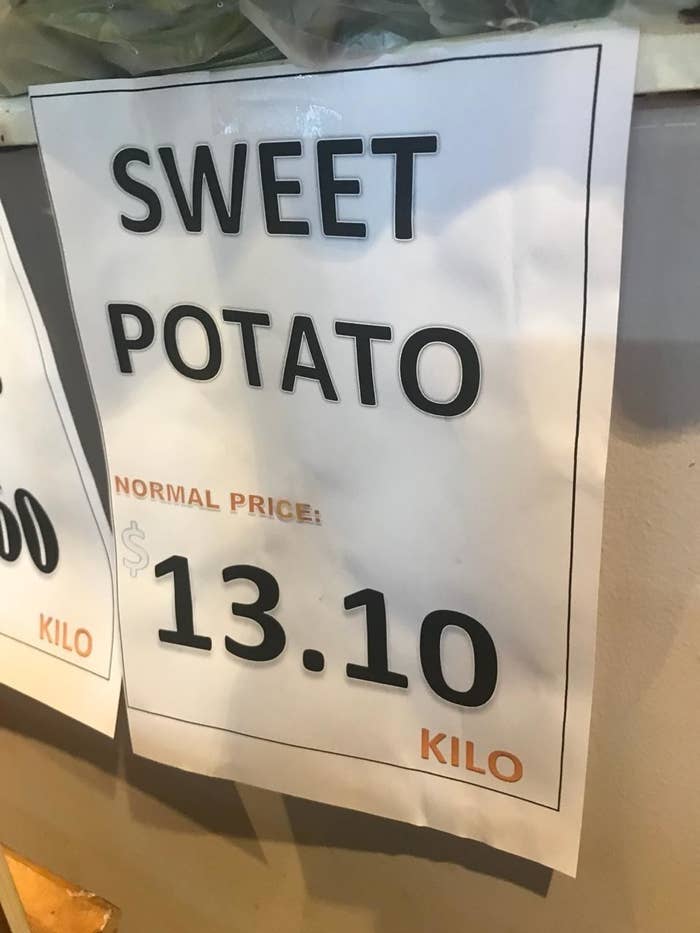 SWEET
POTATO
NORMAL PRICE:
$13.10
KILO
KILO